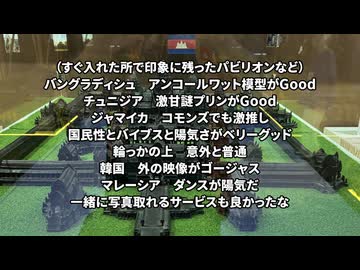 （すぐ入れた所で印象に残ったパビリオンなど）
バングラディシュ　アンコールワット模型がGood
チュニジア　激甘謎プリンがGood
ジャマイカ　コモンズでも激推し
国民性とバイブスと陽気さがベリーグッド
輪っかの上　意外と普通
韓国　外の映像がゴージャス
マレーシア　ダンスが陽気だ
一緒に写真取れるサービスも良かったな